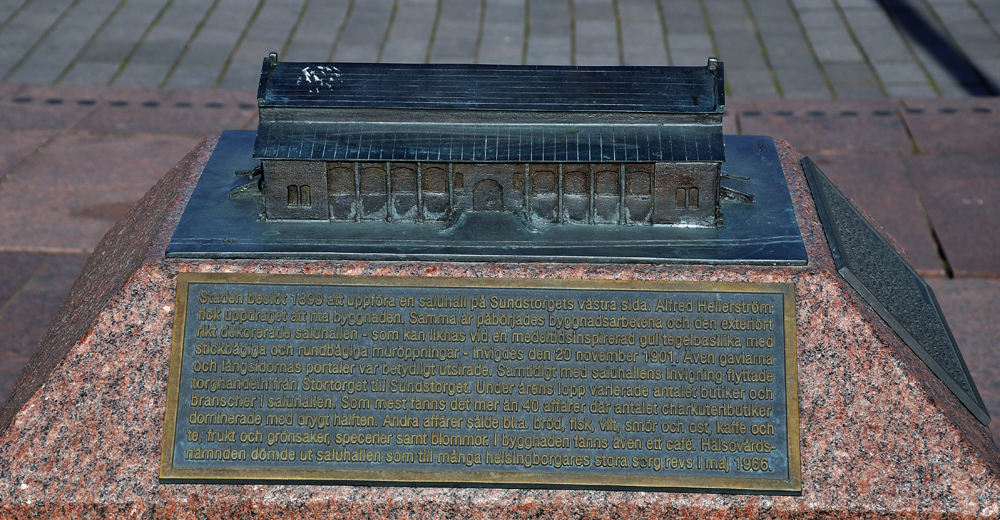 Staden beslöt 1899 att uppföra en saluhall på Sundstorgets västra sida. Alfred Hellerström
fick uppdraget att rita byggnaden. Samma år påbörjades byggnadsarbetena och den exteriört
rikt dekorerade saluhallen - som kan liknas vid en medeltidsinspirerad gul tegelbasilika med
stickbågiga och rundbågiga muröppningar - invigdes den 20 november 1901. Även gavlarna
och långsidornas portaler var betydligt utsirade. Samtidigt med saluhallens invigning flyttade
torghandeln från Stortorget till Sundstorget. Under årens lopp varierade antalet butiker och
branscher i saluhallen. Som mest fanns det mer än 40 affärer där antalet charkuteributiker
dominerade med drygt hälften. Andra affärer sålde bl.a. bröd, fisk, vilt, smör och ost, kaffe och
te, frukt och grönsaker, specerier samt blommor. I byggnaden fanns även ett café. Hälsovårds-
nämnden dömde ut saluhallen som till många helsingborgares stora sorg revs i maj 1966.